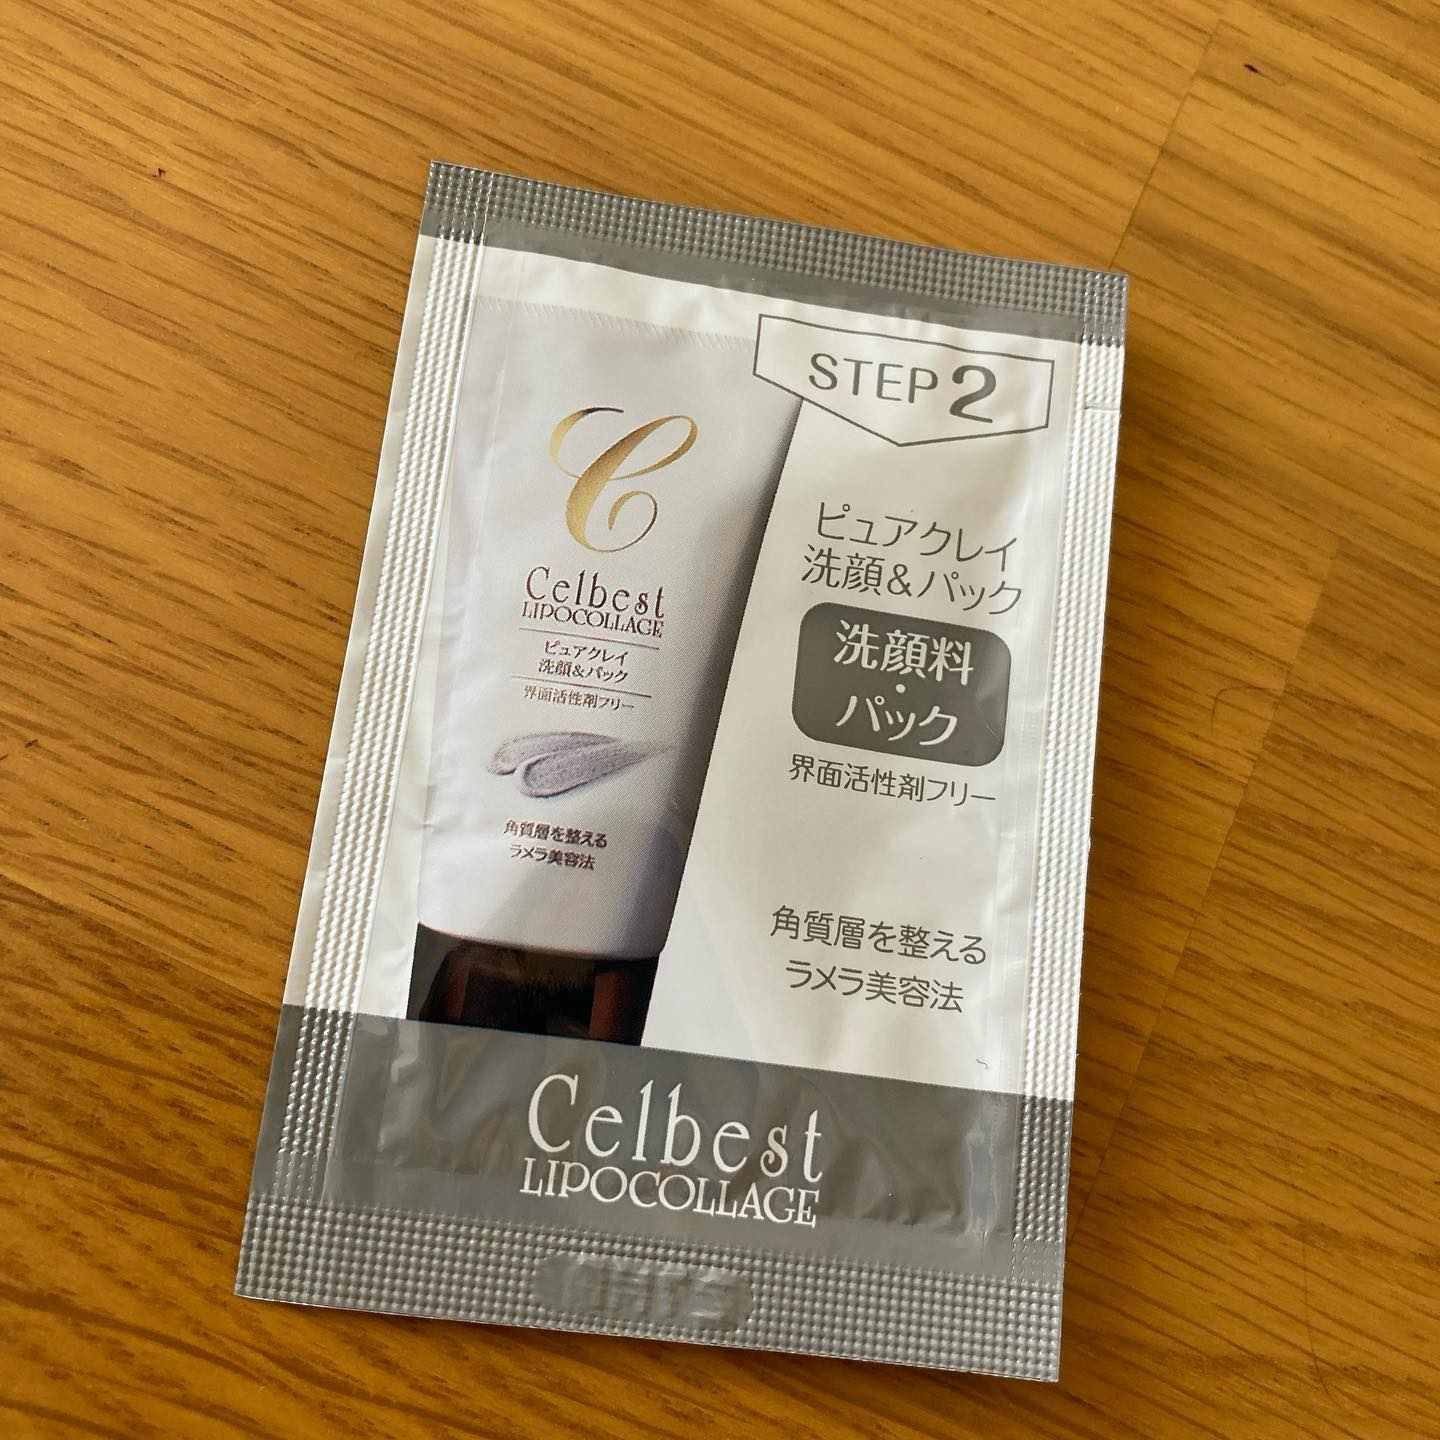 STEP 2
ピュアクレイ
洗顔&パック
洗顔料
・
パック
界面活性剤フリー
角質層を整える
ラメラ美容法
C
Celbest
LIPOCOLLAGE
ピュアクレイ
洗顔&パック
界面活性剤フリー
角質層を整える
ラメラ美容法
Celbest
LIPOCOLLAGE